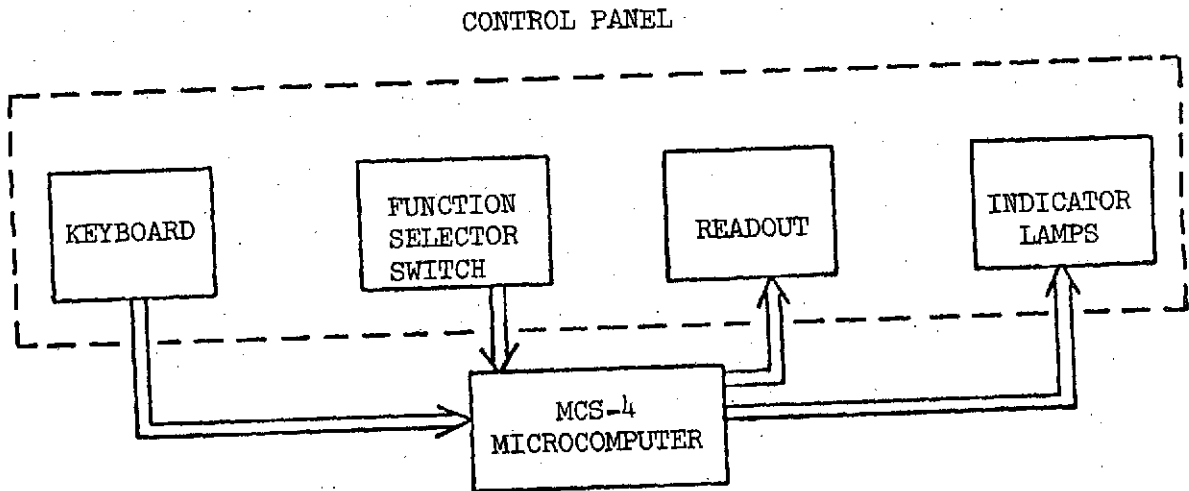 CONTROL PANEL
KEYBOARD
FUNCTION
SELECTOR
SWITCH
READOUT
INDICATOR
LAMPS
MCS-4
MICROCOMPUTER